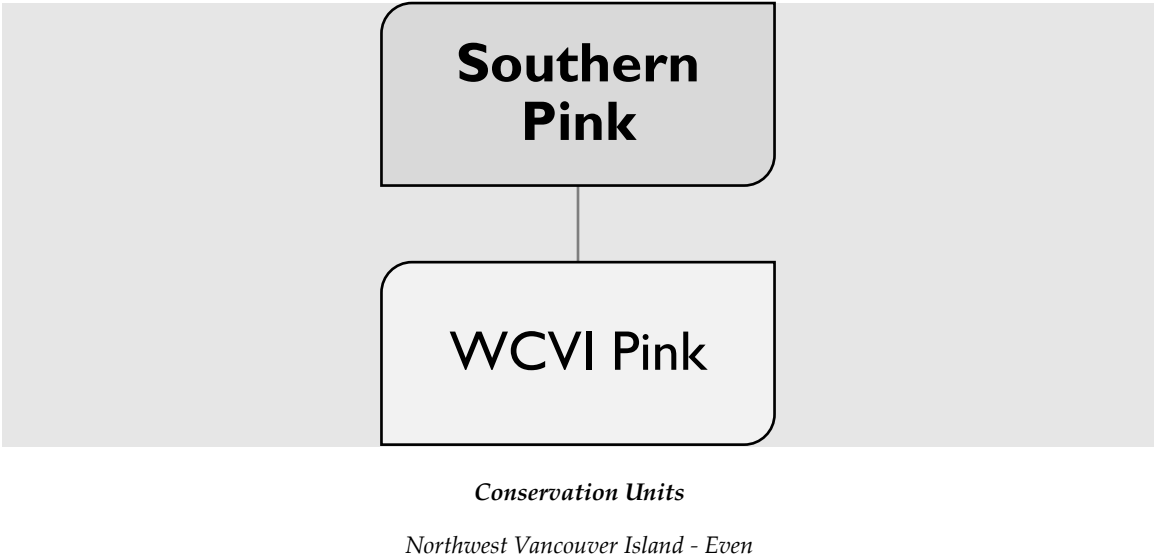 Southern
Pink
WCVI Pink
Conservation Units
Northwest Vancouver Island - Even